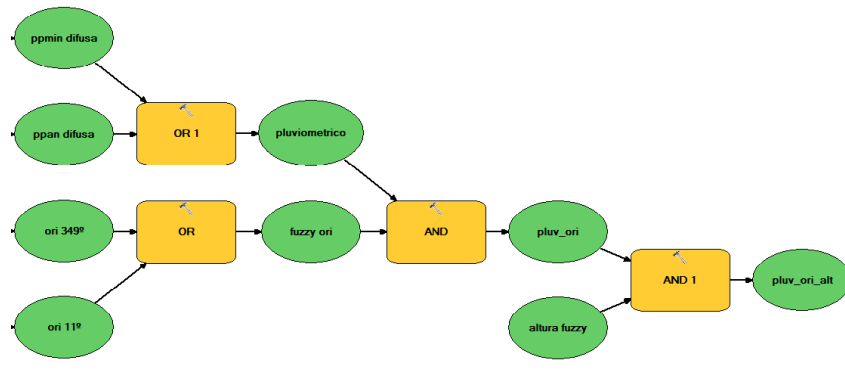 ppmin difusa
ppan difusa
OR 1
pluviometrico
ori 349º
OR
fuzzy ori
AND
pluv_ori
AND 1
pluv_ori_alt
ori 11º
altura fuzzy